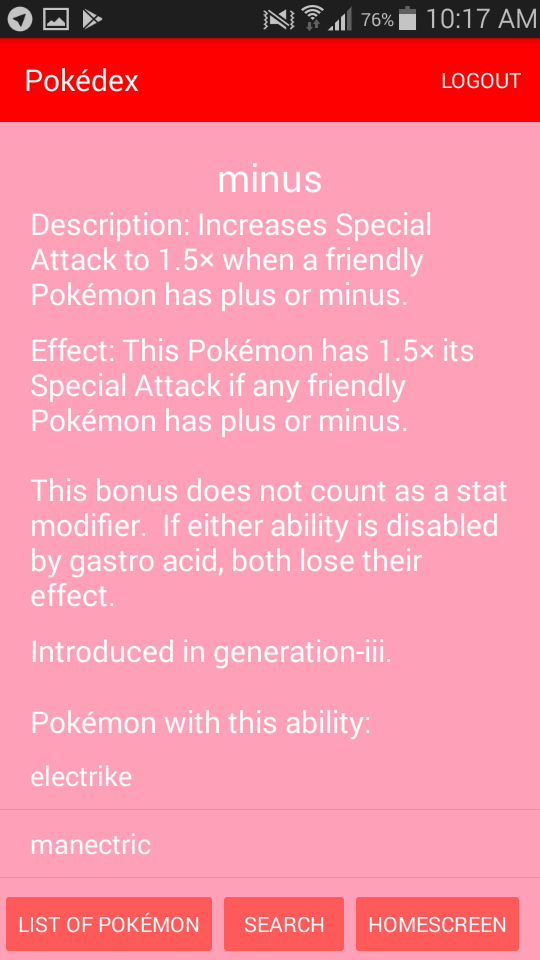 76% 10:17 AM
Pokédex LOGOUT
minus
Description: Increases Special
Attack to 1.5× when a friendly
Pokémon has plus or minus.
Effect: This Pokémon has 1.5× its
Special Attack if any friendly
Pokémon has plus or minus.
This bonus does not count as a stat
modifier.  If either ability is disabled
by gastro acid, both lose their
effect.
Introduced in generation-iii.
Pokémon with this ability:
electrike
manectric
LIST OF POKÉMON SEARCH HOMESCREEN